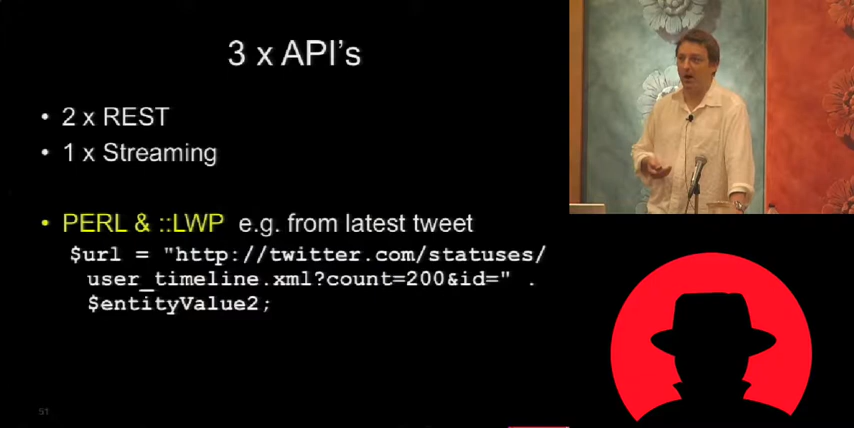 3 x API's
• 2 x REST
• 1 x Streaming
• PERL & ::LWP e.g. from latest tweet
$url = "http://twitter.com/statuses/
user_timeline.xml?count=200&id=" .
$entityValue2;
51